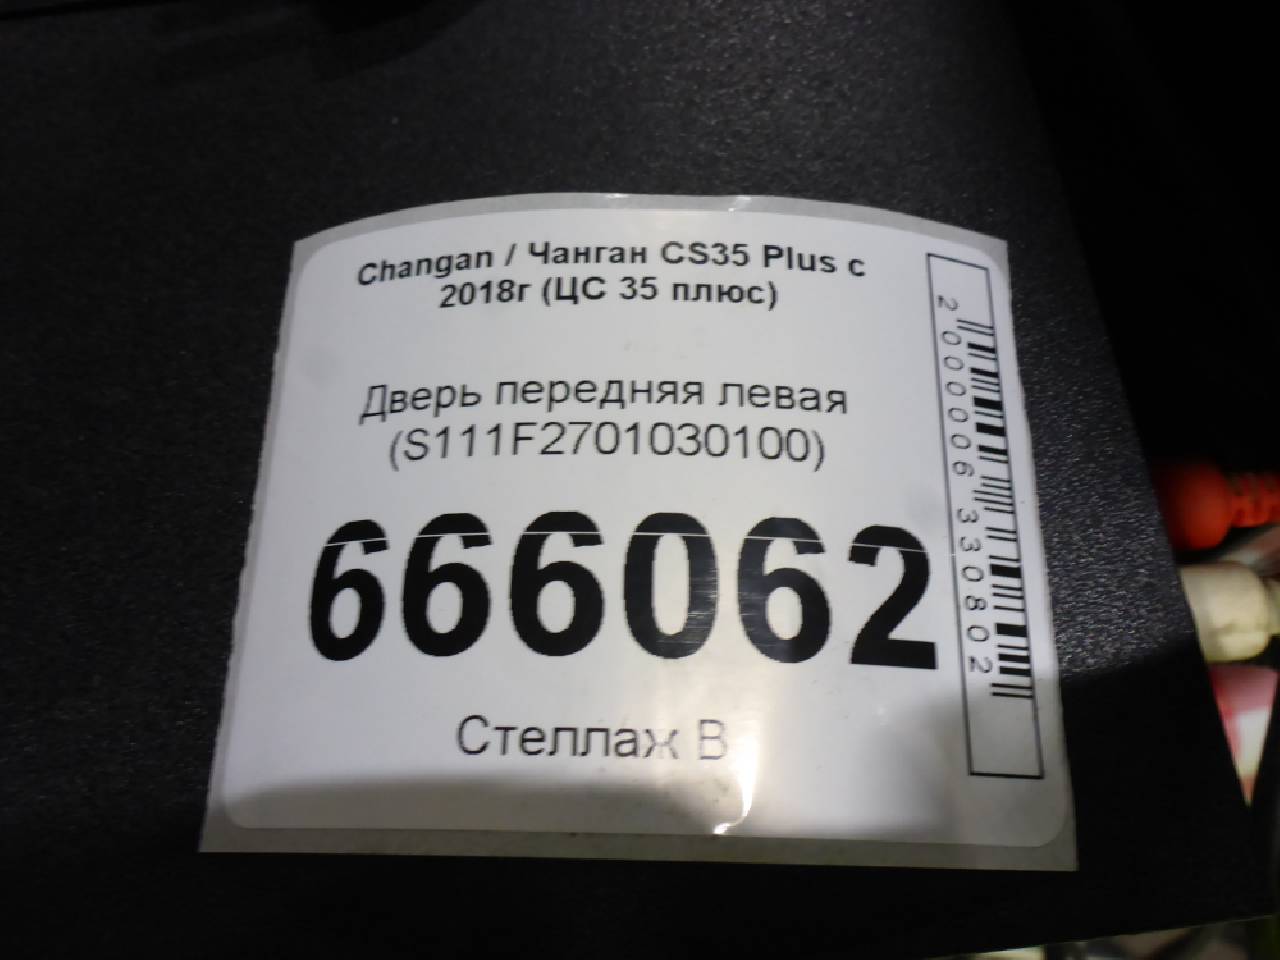 Changan / Чанган CS35 Plus с
2018г (ЦС 35 плюс)
Дверь передняя левая
(S111F2701030100)
666062
Стеллаж В
2000006330802